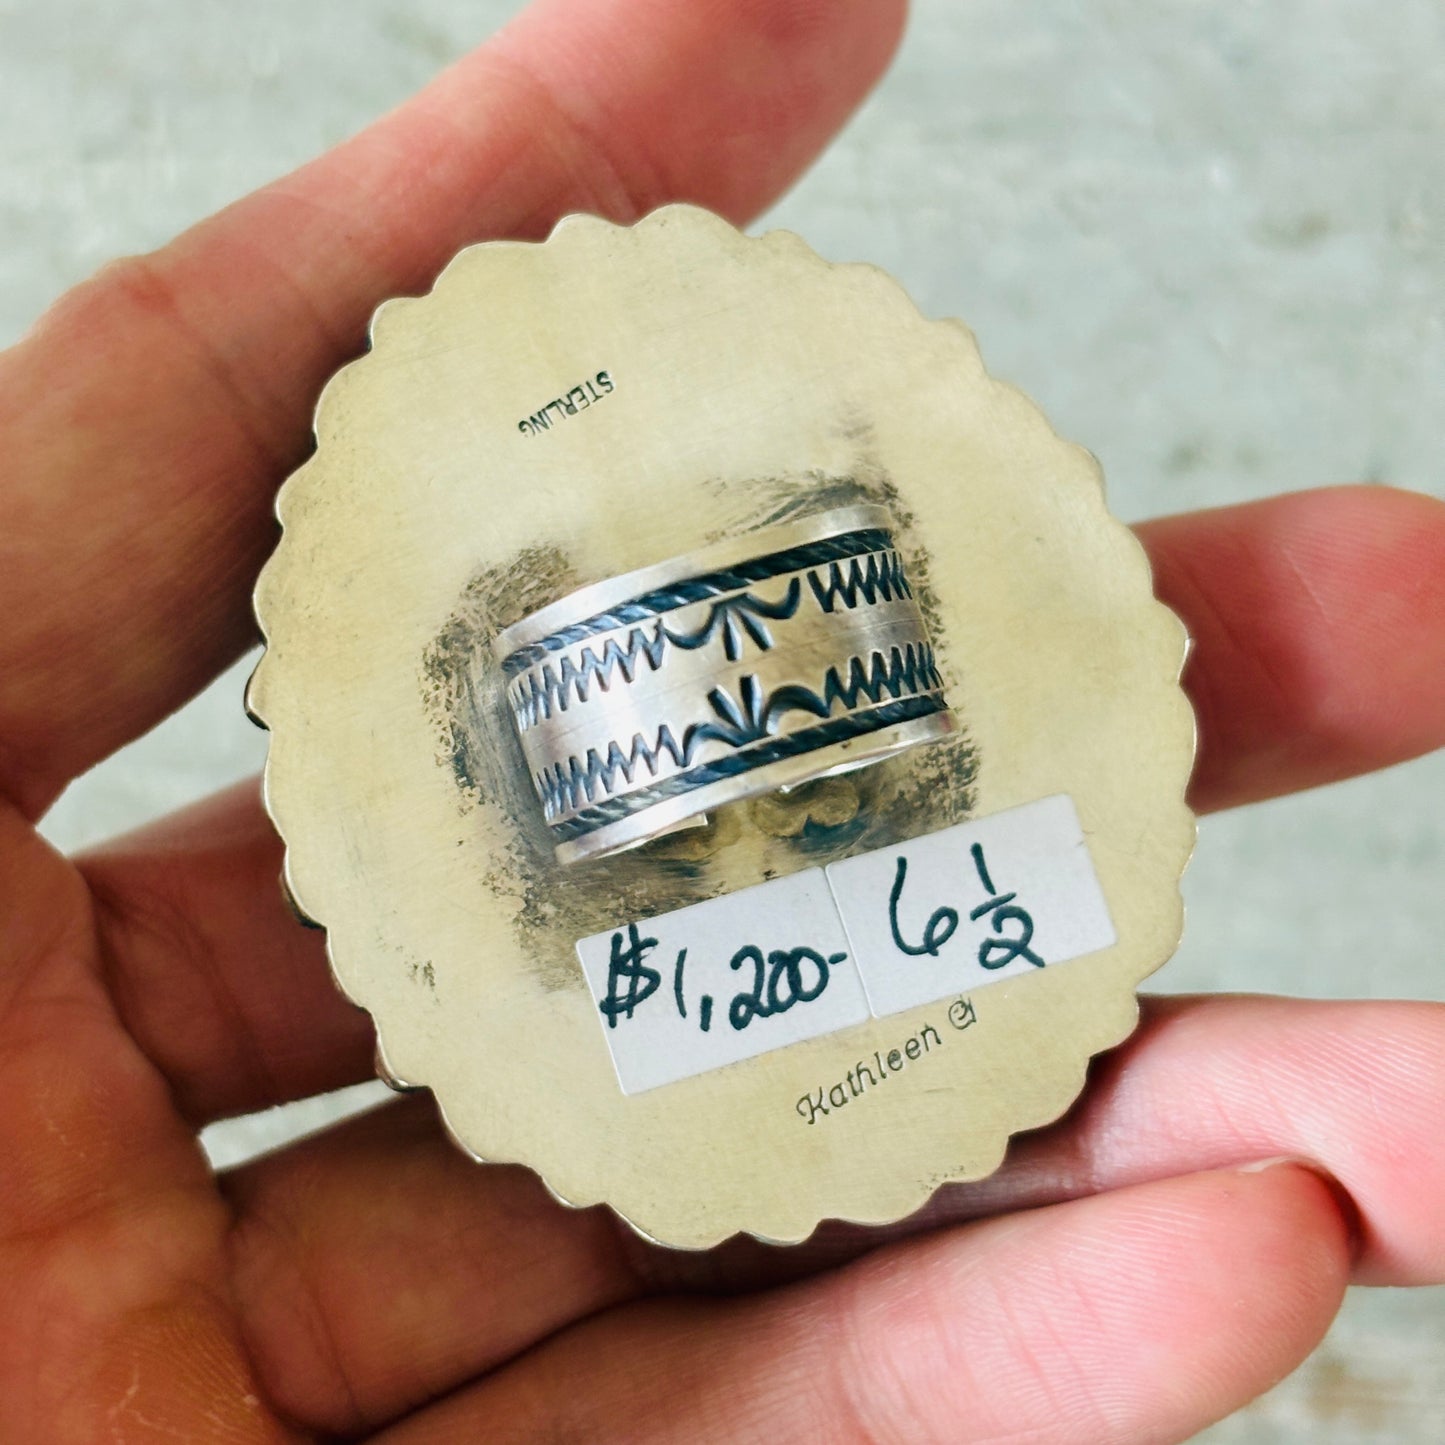 STERLING
$1,200- 6 1/2
Kathleen G